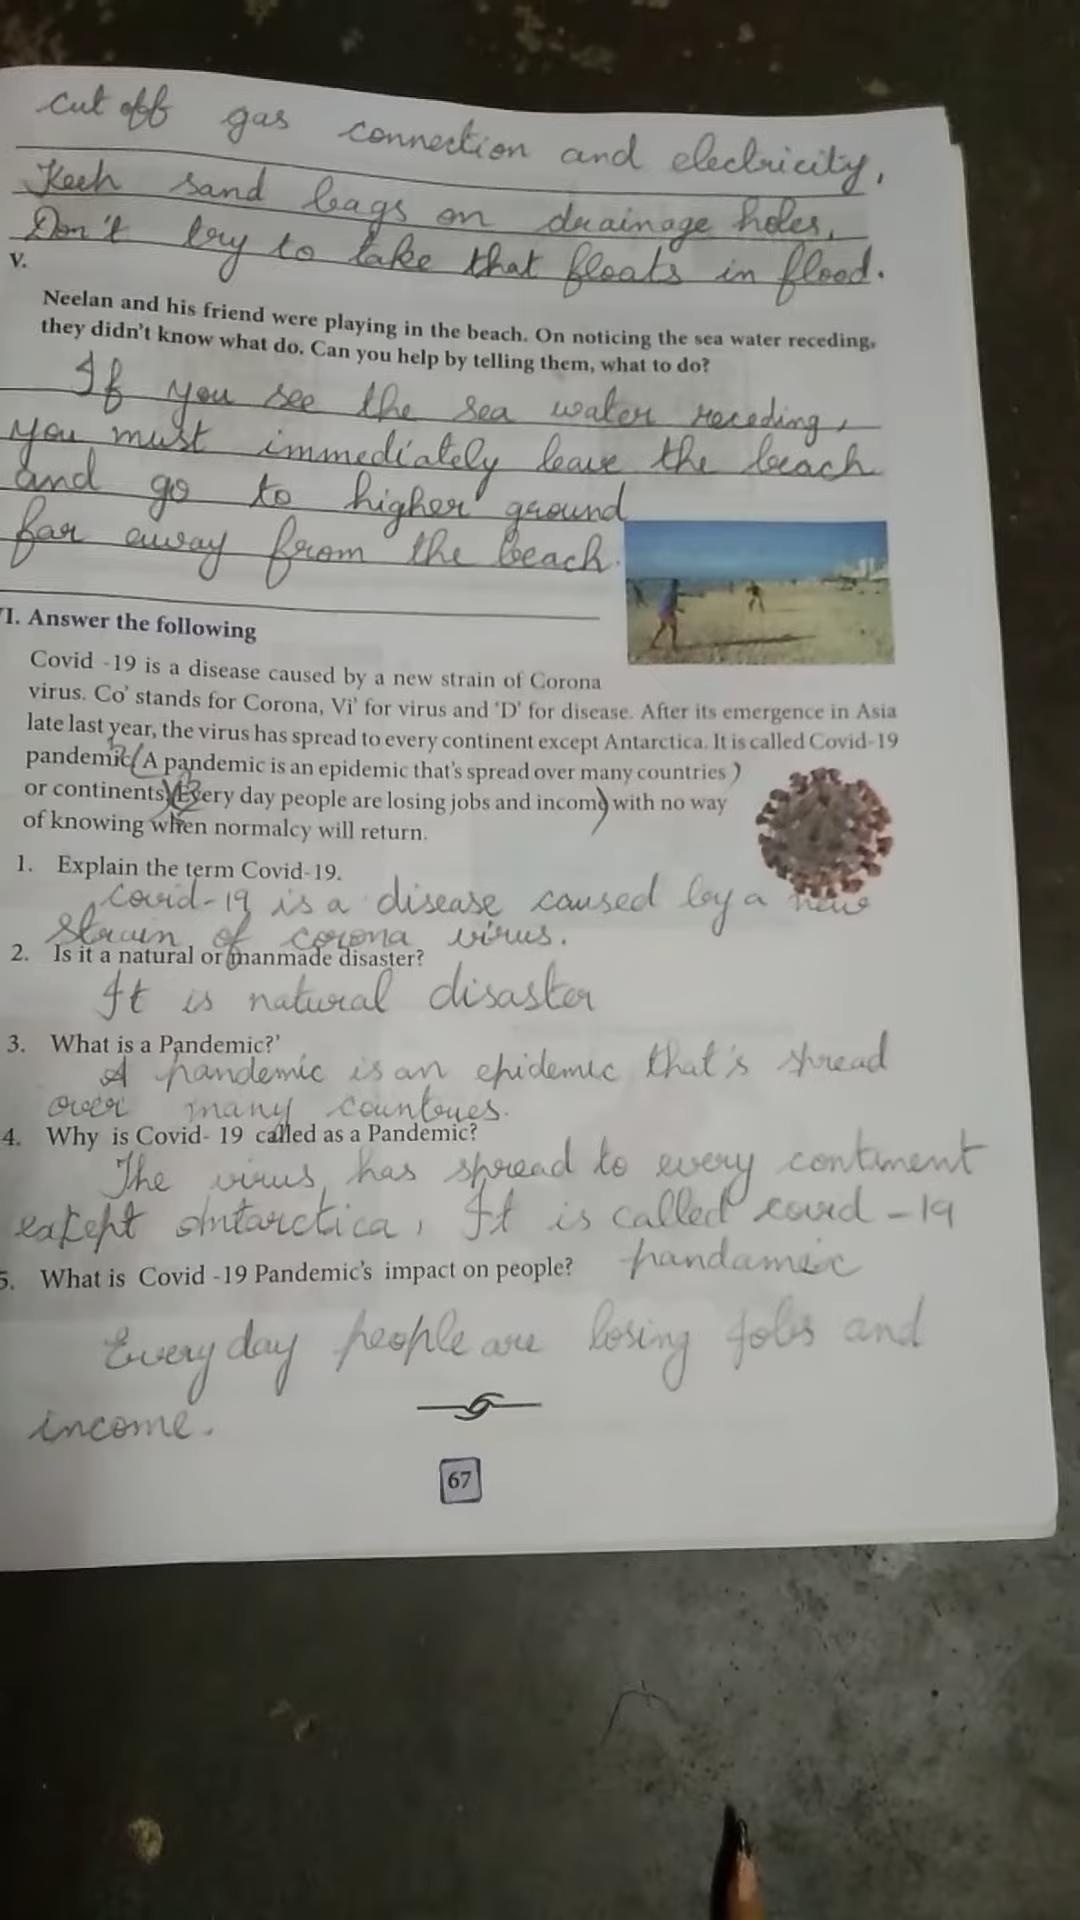 cut off gas connection and electricity,
Keep sand bags on drainage holes,
Don't try to take that floats in flood.
V.
Neelan and his friend were playing in the beach. On noticing the sea water receding,
they didn't know what do. Can you help by telling them, what to do?
If you see the sea water receding,
you must immediately leave the beach
and go to higher ground
far away from the beach.
I. Answer the following
Covid -19 is a disease caused by a new strain of Corona
virus. Co' stands for Corona, Vi' for virus and 'D' for disease. After its emergence in Asia
late last year, the virus has spread to every continent except Antarctica. It is called Covid-19
pandemic. (A pandemic is an epidemic that's spread over many countries)
or continents. Every day people are losing jobs and income) with no way
of knowing when normalcy will return.
1. Explain the term Covid-19.
covid-19 is a disease caused by a new
strain of corona virus.
2. Is it a natural or manmade disaster?
It is natural disaster
3. What is a Pandemic?'
A pandemic is an epidemic that's spread
over many countries.
4. Why is Covid- 19 called as a Pandemic?
The virus has spread to every continent
except Antarctica, It is called covid -19
pandamic
5. What is Covid -19 Pandemic's impact on people?
Every day people are losing jobs and
income.
67